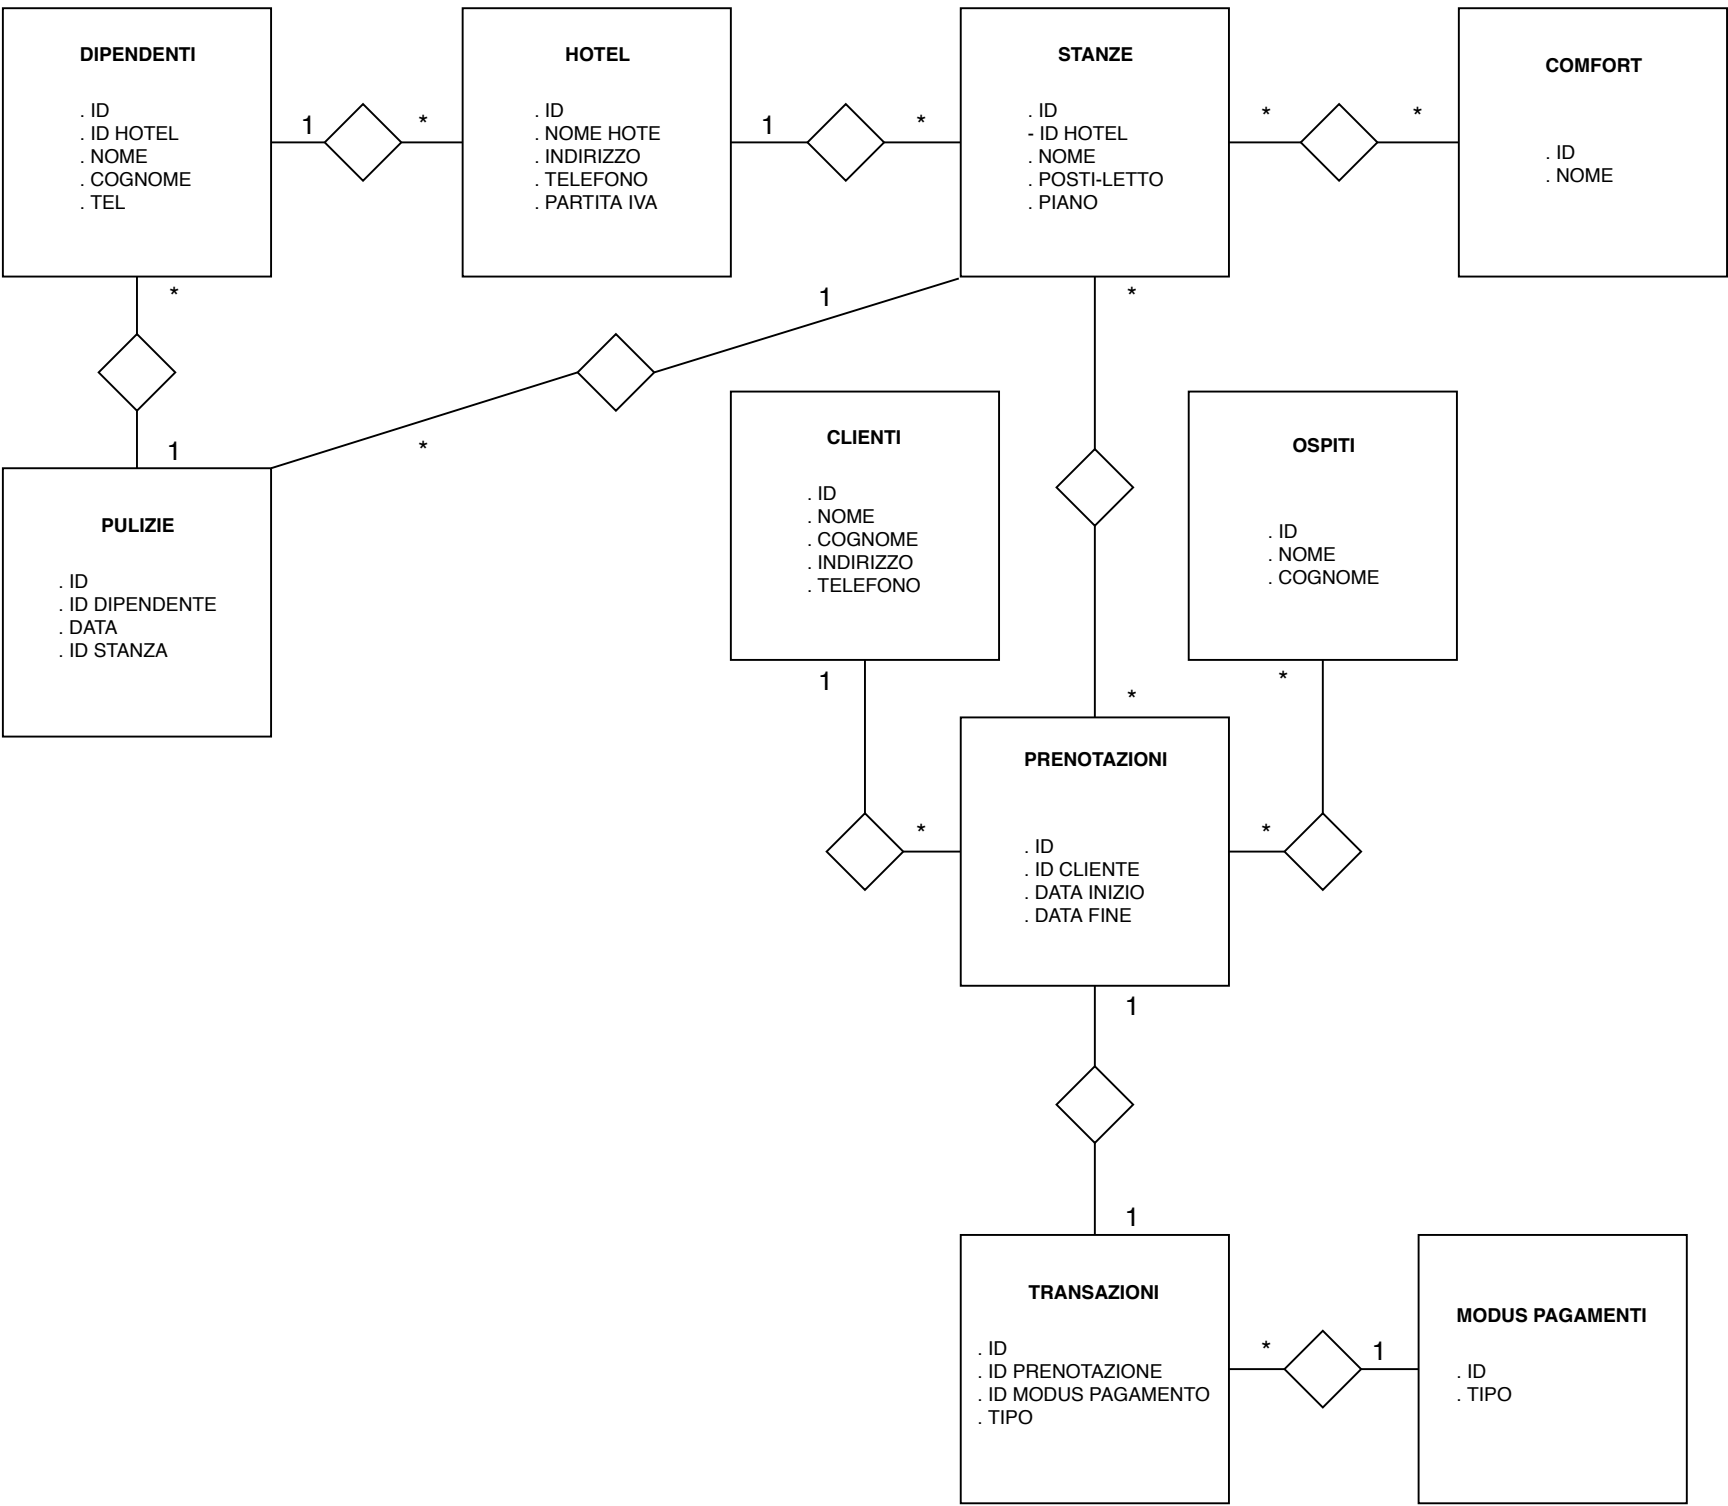 DIPENDENTI
. ID
. ID HOTEL
. NOME
. COGNOME
. TEL
1
*
HOTEL
. ID
. NOME HOTE
. INDIRIZZO
. TELEFONO
. PARTITA IVA
1
*
STANZE
. ID
- ID HOTEL
. NOME
. POSTI-LETTO
. PIANO
*
*
COMFORT
. ID
. NOME
*
1
*
1
*
PULIZIE
. ID
. ID DIPENDENTE
. DATA
. ID STANZA
CLIENTI
. ID
. NOME
. COGNOME
. INDIRIZZO
. TELEFONO
OSPITI
. ID
. NOME
. COGNOME
1
*
*
*
*
PRENOTAZIONI
. ID
. ID CLIENTE
. DATA INIZIO
. DATA FINE
*
1
1
TRANSAZIONI
. ID
. ID PRENOTAZIONE
. ID MODUS PAGAMENTO
. TIPO
*
1
MODUS PAGAMENTI
. ID
. TIPO